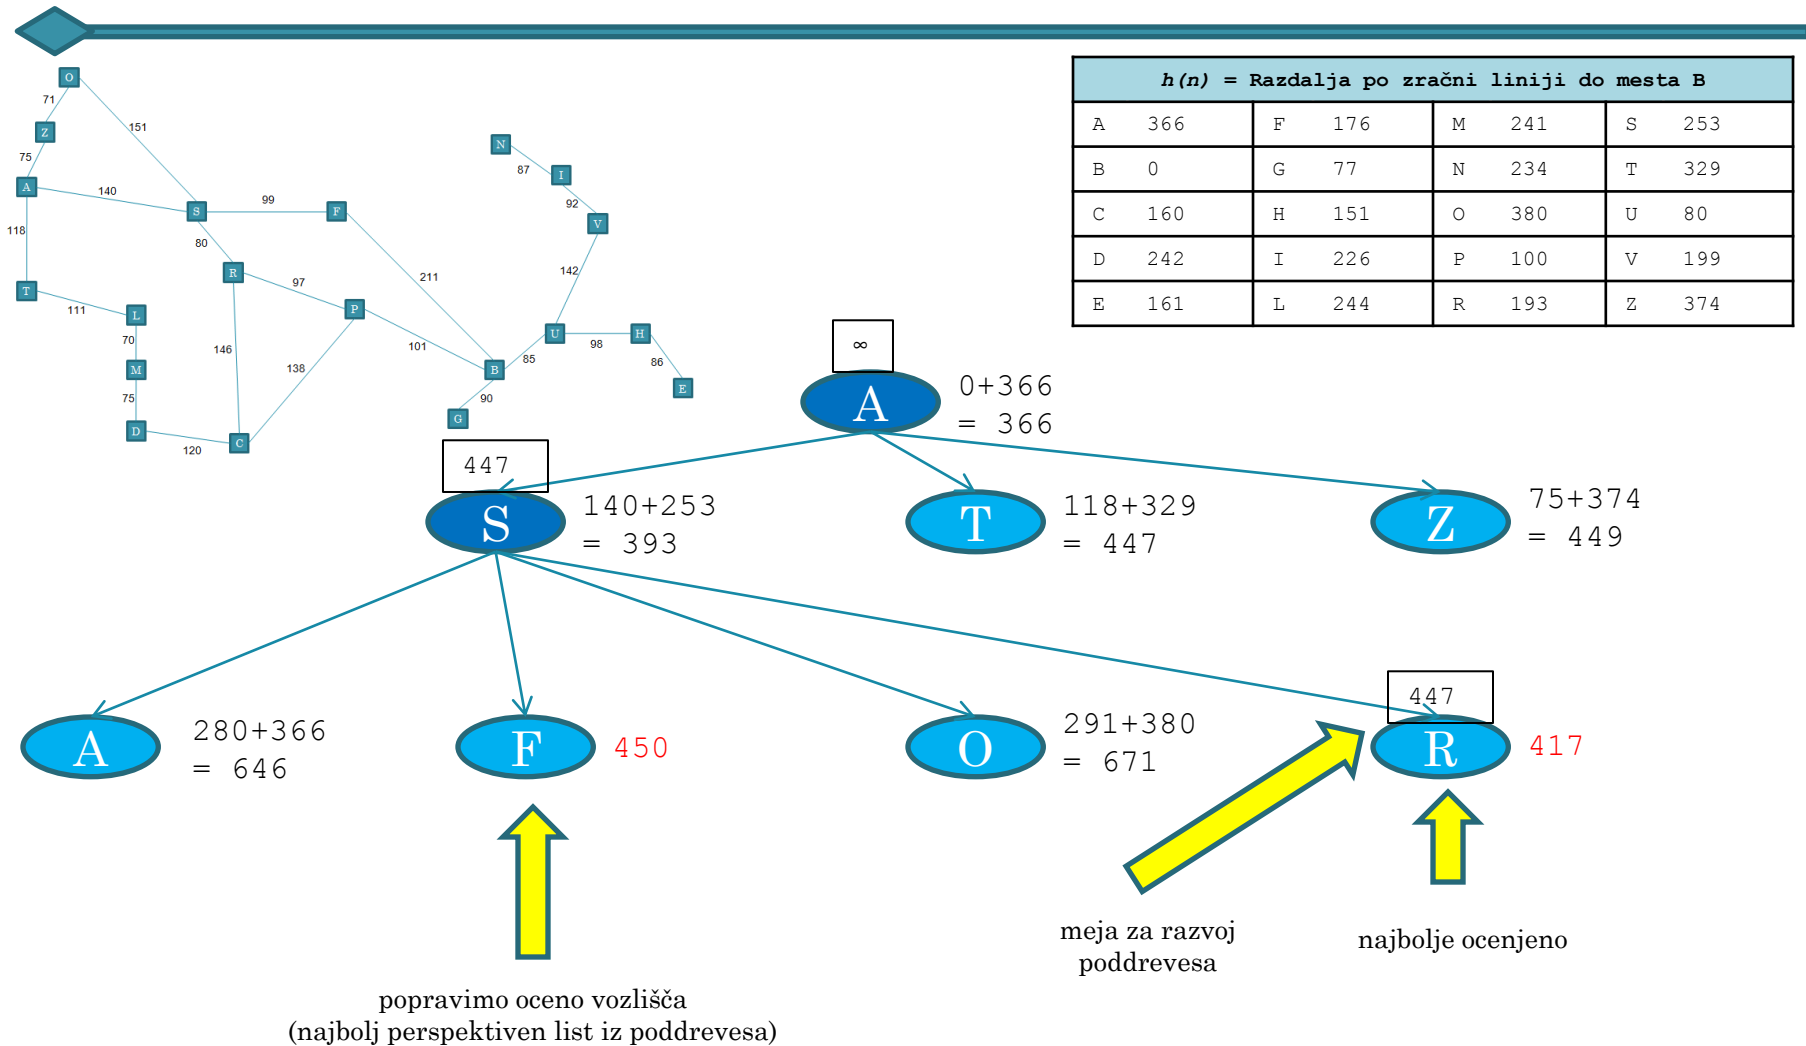 h(n) = Razdalja po zračni liniji do mesta B
A 366 F 176 M 241 S 253
B 0 G 77 N 234 T 329
C 160 H 151 O 380 U 80
D 242 I 226 P 100 V 199
E 161 L 244 R 193 Z 374
O
71
Z
151
75
A
140
S
99
F
118
80
R
97
211
T
111
L
P
70
146
101
M
138
75
D
120
C
N
87
I
92
V
142
U
98
H
86
E
B
85
90
G
∞
A
0+366
= 366
447
S
140+253
= 393
T
118+329
= 447
Z
75+374
= 449
A
280+366
= 646
F
450
O
291+380
= 671
447
R
417
meja za razvoj
poddrevesa
najbolje ocenjeno
popravimo oceno vozlišča
(najbolj perspektiven list iz poddrevesa)